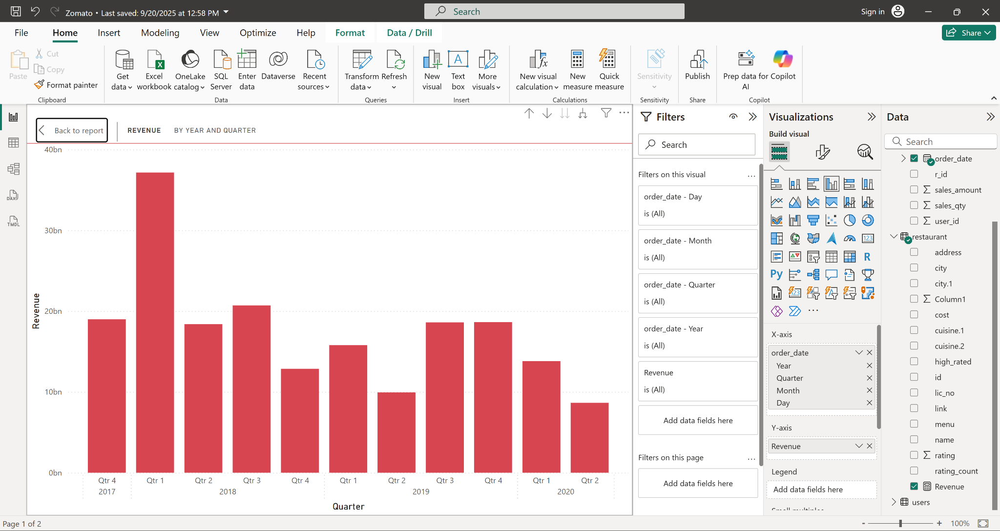 Zomato • Last saved: 9/20/2025 at 12:58 PM
Search
Sign in
File Home Insert Modeling View Optimize Help Format Data / Drill
Share
Paste
Cut
Copy
Format painter
Clipboard
Get data
Excel workbook
OneLake catalog
SQL Server
Enter data
Dataverse
Recent sources
Data
Transform data
Refresh
Queries
New visual
Text box
More visuals
Insert
New visual calculation
New measure
Quick measure
Calculations
Sensitivity
Sensitivity
Publish
Share
Prep data for AI
Copilot
Copilot
Back to report
REVENUE BY YEAR AND QUARTER
40bn
30bn
20bn
10bn
0bn
Revenue
Qtr 4 Qtr 1 Qtr 2 Qtr 3 Qtr 4 Qtr 1 Qtr 2 Qtr 3 Qtr 4 Qtr 1 Qtr 2
2017 2018 2019 2020
Quarter
DAX
TMDL
Filters
Search
Filters on this visual
order_date - Day
is (All)
order_date - Month
is (All)
order_date - Quarter
is (All)
order_date - Year
is (All)
Revenue
is (All)
Add data fields here
Filters on this page
Add data fields here
Visualizations
Build visual
123
R
Py
123
X-axis
order_date
Year
Quarter
Month
Day
Y-axis
Revenue
Legend
Add data fields here
Small multiples
Data
Search
order_date
r_id
sales_amount
sales_qty
user_id
restaurant
address
city
city.1
Column1
cost
cuisine.1
cuisine.2
high_rated
id
lic_no
link
menu
name
rating
rating_count
Revenue
users
Page 1 of 2
- + 100%